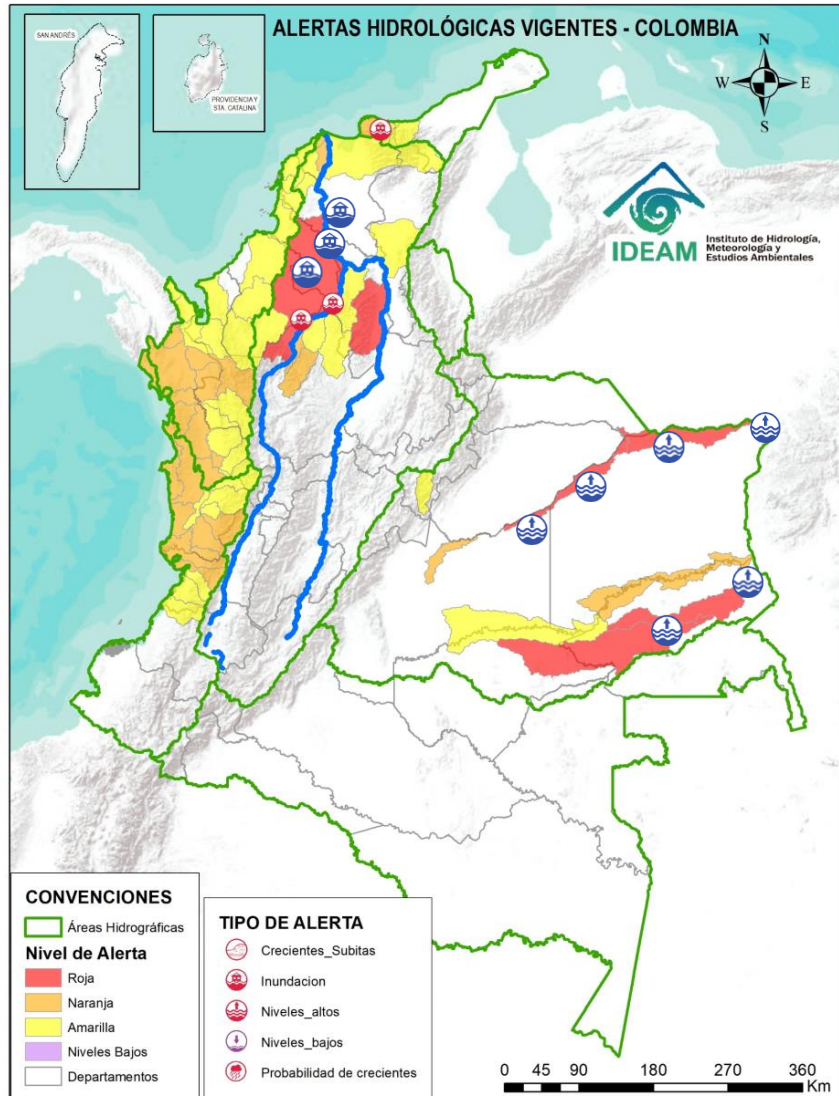 ALERTAS HIDROLÓGICAS VIGENTES - COLOMBIA
SAN ANDRÉS
PROVIDENCIA Y
STA. CATALINA
N
W
E
S
IDEAM
Instituto de Hidrología,
Meteorología y
Estudios Ambientales
CONVENCIONES
Áreas Hidrográficas
Nivel de Alerta
Roja
Naranja
Amarilla
Niveles Bajos
Departamentos
TIPO DE ALERTA
Crecientes_Subitas
Inundacion
Niveles_altos
Niveles_bajos
Probabilidad de crecientes
0 45 90 180 270 360
Km